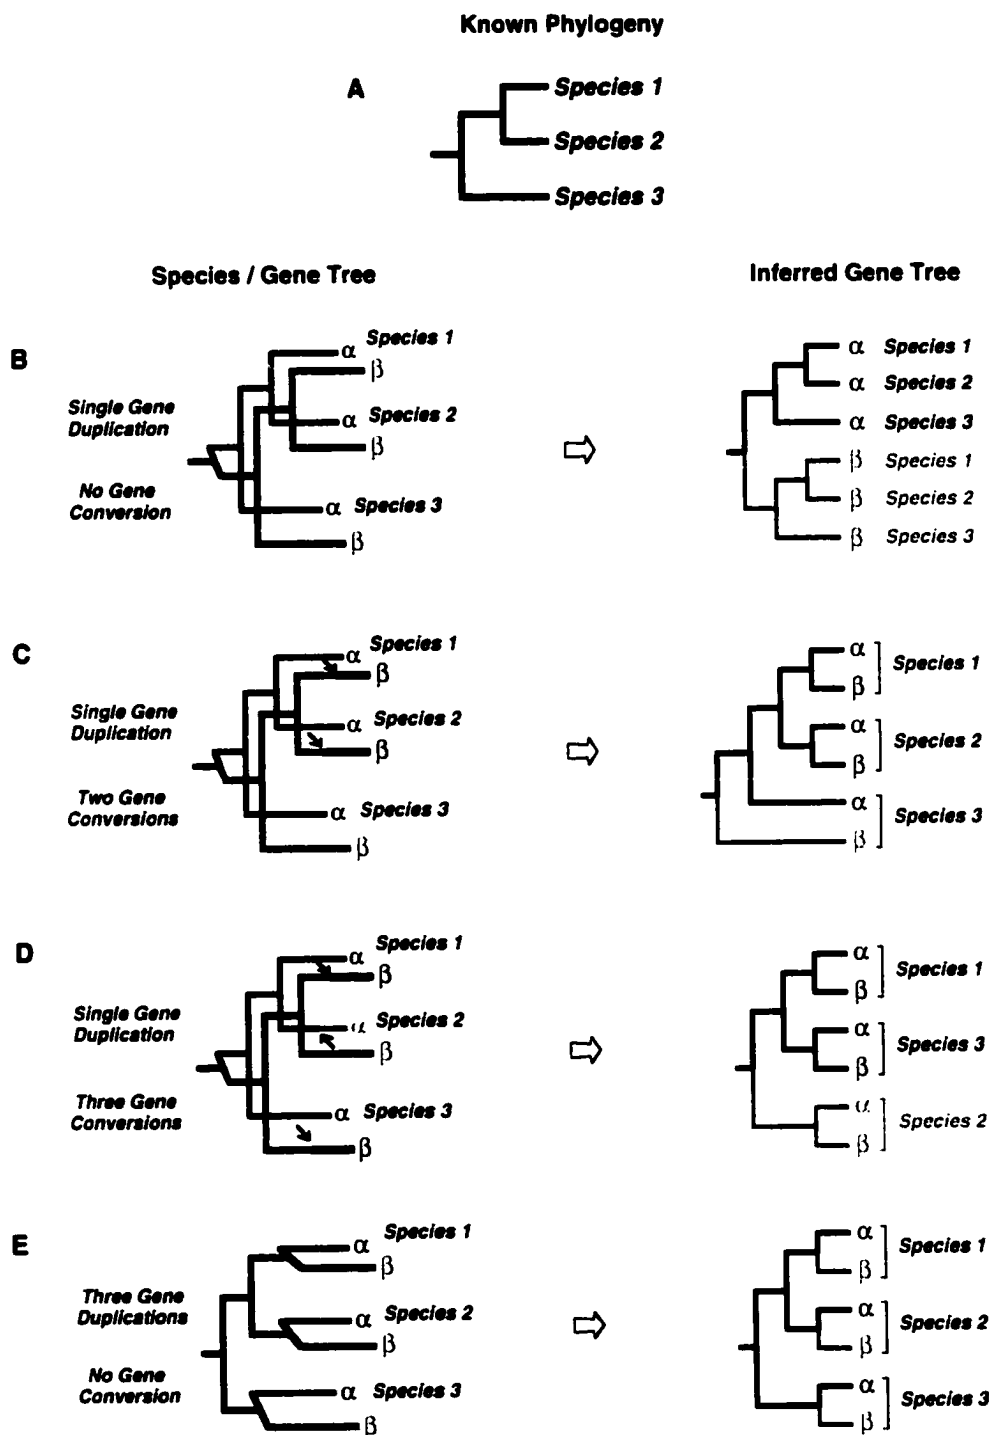 Known Phylogeny
A
Species 1
Species 2
Species 3
Species / Gene Tree
Inferred Gene Tree
B
Single Gene
Duplication
No Gene
Conversion
α Species 1
β
α Species 2
β
α Species 3
β
α Species 1
α Species 2
α Species 3
β Species 1
β Species 2
β Species 3
C
Single Gene
Duplication
Two Gene
Conversions
α Species 1
β
α Species 2
β
α Species 3
β
α
β
Species 1
α
β
Species 2
α
β
Species 3
D
Single Gene
Duplication
Three Gene
Conversions
α Species 1
β
α Species 2
β
α Species 3
β
α
β
Species 1
α
β
Species 3
α
β
Species 2
E
Three Gene
Duplications
No Gene
Conversion
α Species 1
β
α Species 2
β
α Species 3
β
α
β
Species 1
α
β
Species 2
α
β
Species 3